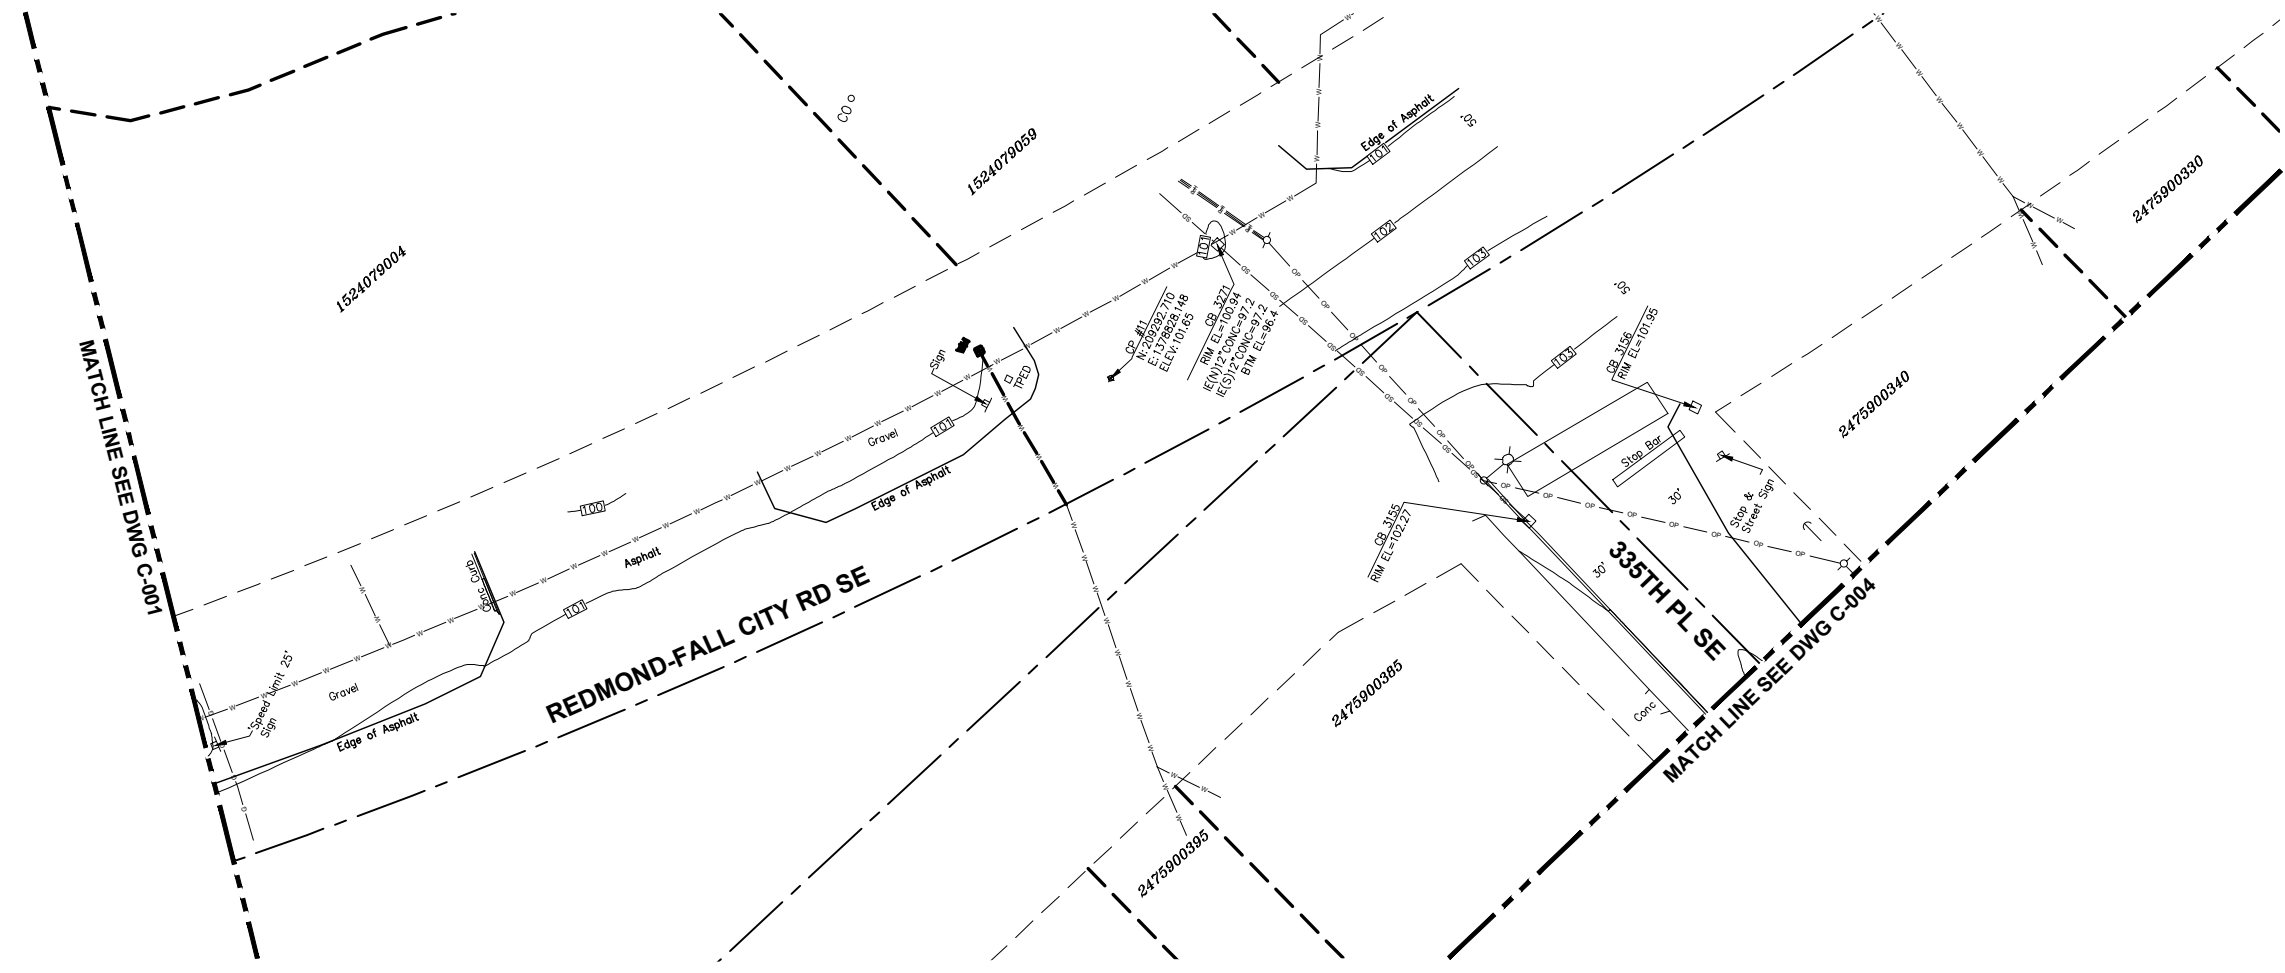 MATCH LINE SEE DWG C-001
1524079004
CO
1524079059
Edge of Asphalt
101
50'
102
103
101
2475900330
Sign
TPED
CP #11
N:209292.710
E:1378828.148
ELEV:101.65
CB 3271
RIM EL=100.94
IE(N)12"CONC=97.2
IE(S)12"CONC=97.2
BTM EL=96.4
50'
103
CB 3156
RIM EL=101.95
2475900340
Gravel
101
Edge of Asphalt
100
Asphalt
Conc Curb
101
Stop Bar
30'
Stop &
Street Sign
CB 3155
RIM EL=102.27
335TH PL SE
30'
REDMOND-FALL CITY RD SE
'Speed Limit 25'
Sign
Gravel
Edge of Asphalt
2475900385
Conc
MATCH LINE SEE DWG C-004
2475900395